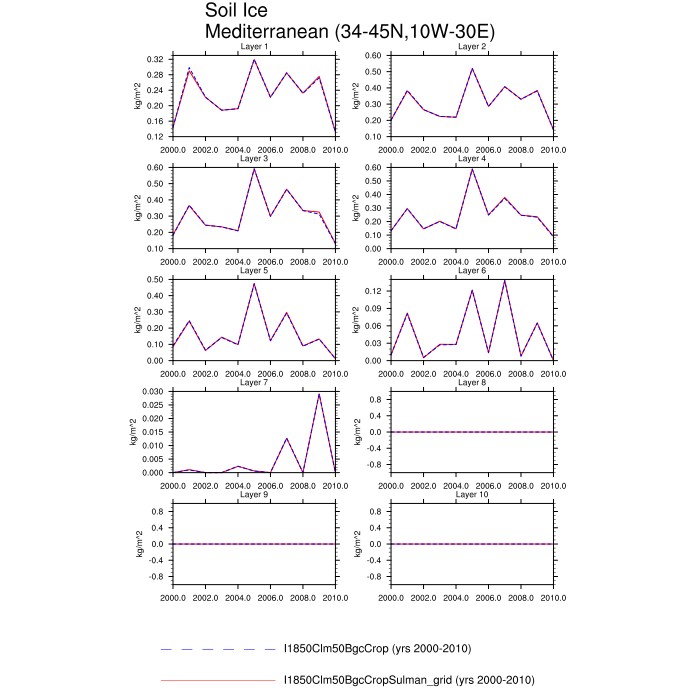 Soil Ice
Mediterranean (34-45N,10W-30E)
Layer 1
kg/m^2
0.32
0.28
0.24
0.20
0.16
0.12
2000.0 2002.0 2004.0 2006.0 2008.0 2010.0
Layer 2
kg/m^2
0.60
0.50
0.40
0.30
0.20
0.10
2000.0 2002.0 2004.0 2006.0 2008.0 2010.0
Layer 3
kg/m^2
0.60
0.50
0.40
0.30
0.20
0.10
2000.0 2002.0 2004.0 2006.0 2008.0 2010.0
Layer 4
kg/m^2
0.60
0.50
0.40
0.30
0.20
0.10
0.00
2000.0 2002.0 2004.0 2006.0 2008.0 2010.0
Layer 5
kg/m^2
0.50
0.40
0.30
0.20
0.10
0.00
2000.0 2002.0 2004.0 2006.0 2008.0 2010.0
Layer 6
kg/m^2
0.12
0.09
0.06
0.03
0.00
2000.0 2002.0 2004.0 2006.0 2008.0 2010.0
Layer 7
kg/m^2
0.030
0.025
0.020
0.015
0.010
0.005
0.000
2000.0 2002.0 2004.0 2006.0 2008.0 2010.0
Layer 8
kg/m^2
0.8
0.4
0.0
-0.4
-0.8
2000.0 2002.0 2004.0 2006.0 2008.0 2010.0
Layer 9
kg/m^2
0.8
0.4
0.0
-0.4
-0.8
2000.0 2002.0 2004.0 2006.0 2008.0 2010.0
Layer 10
kg/m^2
0.8
0.4
0.0
-0.4
-0.8
2000.0 2002.0 2004.0 2006.0 2008.0 2010.0
I1850Clm50BgcCrop (yrs 2000-2010)
I1850Clm50BgcCropSulman_grid (yrs 2000-2010)